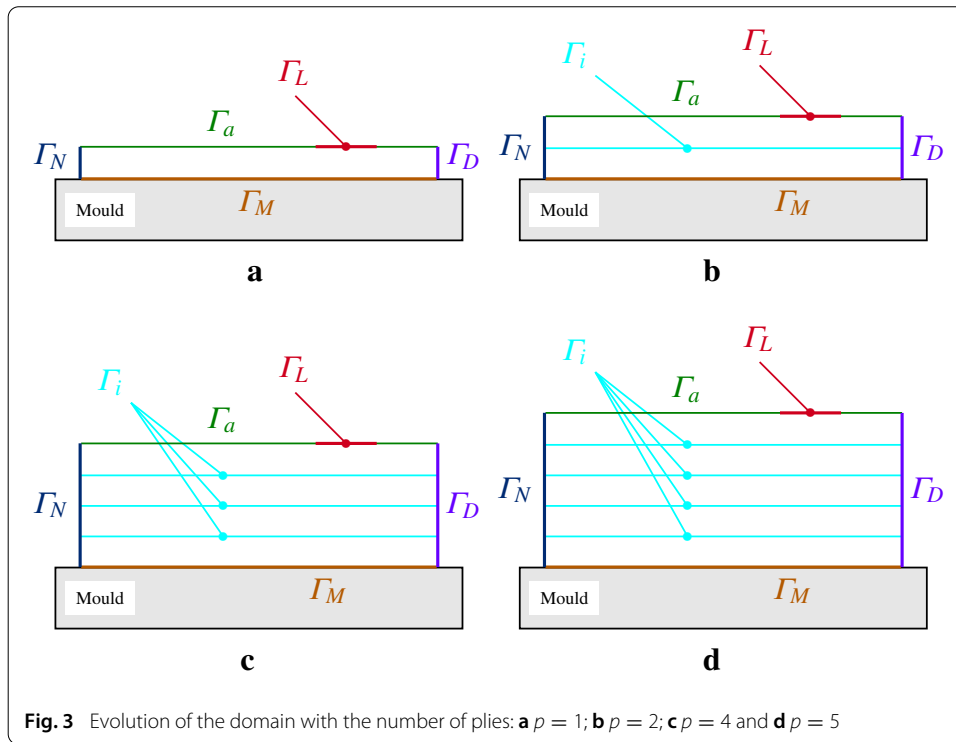 Γ_L
Γ_a
Γ_N
Γ_D
Γ_M
Mould
a
Γ_L
Γ_i
Γ_a
Γ_N
Γ_D
Γ_M
Mould
b
Γ_L
Γ_i
Γ_a
Γ_N
Γ_D
Γ_M
Mould
c
Γ_L
Γ_i
Γ_a
Γ_N
Γ_D
Γ_M
Mould
d
Fig. 3 Evolution of the domain with the number of plies: a p = 1; b p = 2; c p = 4 and d p = 5